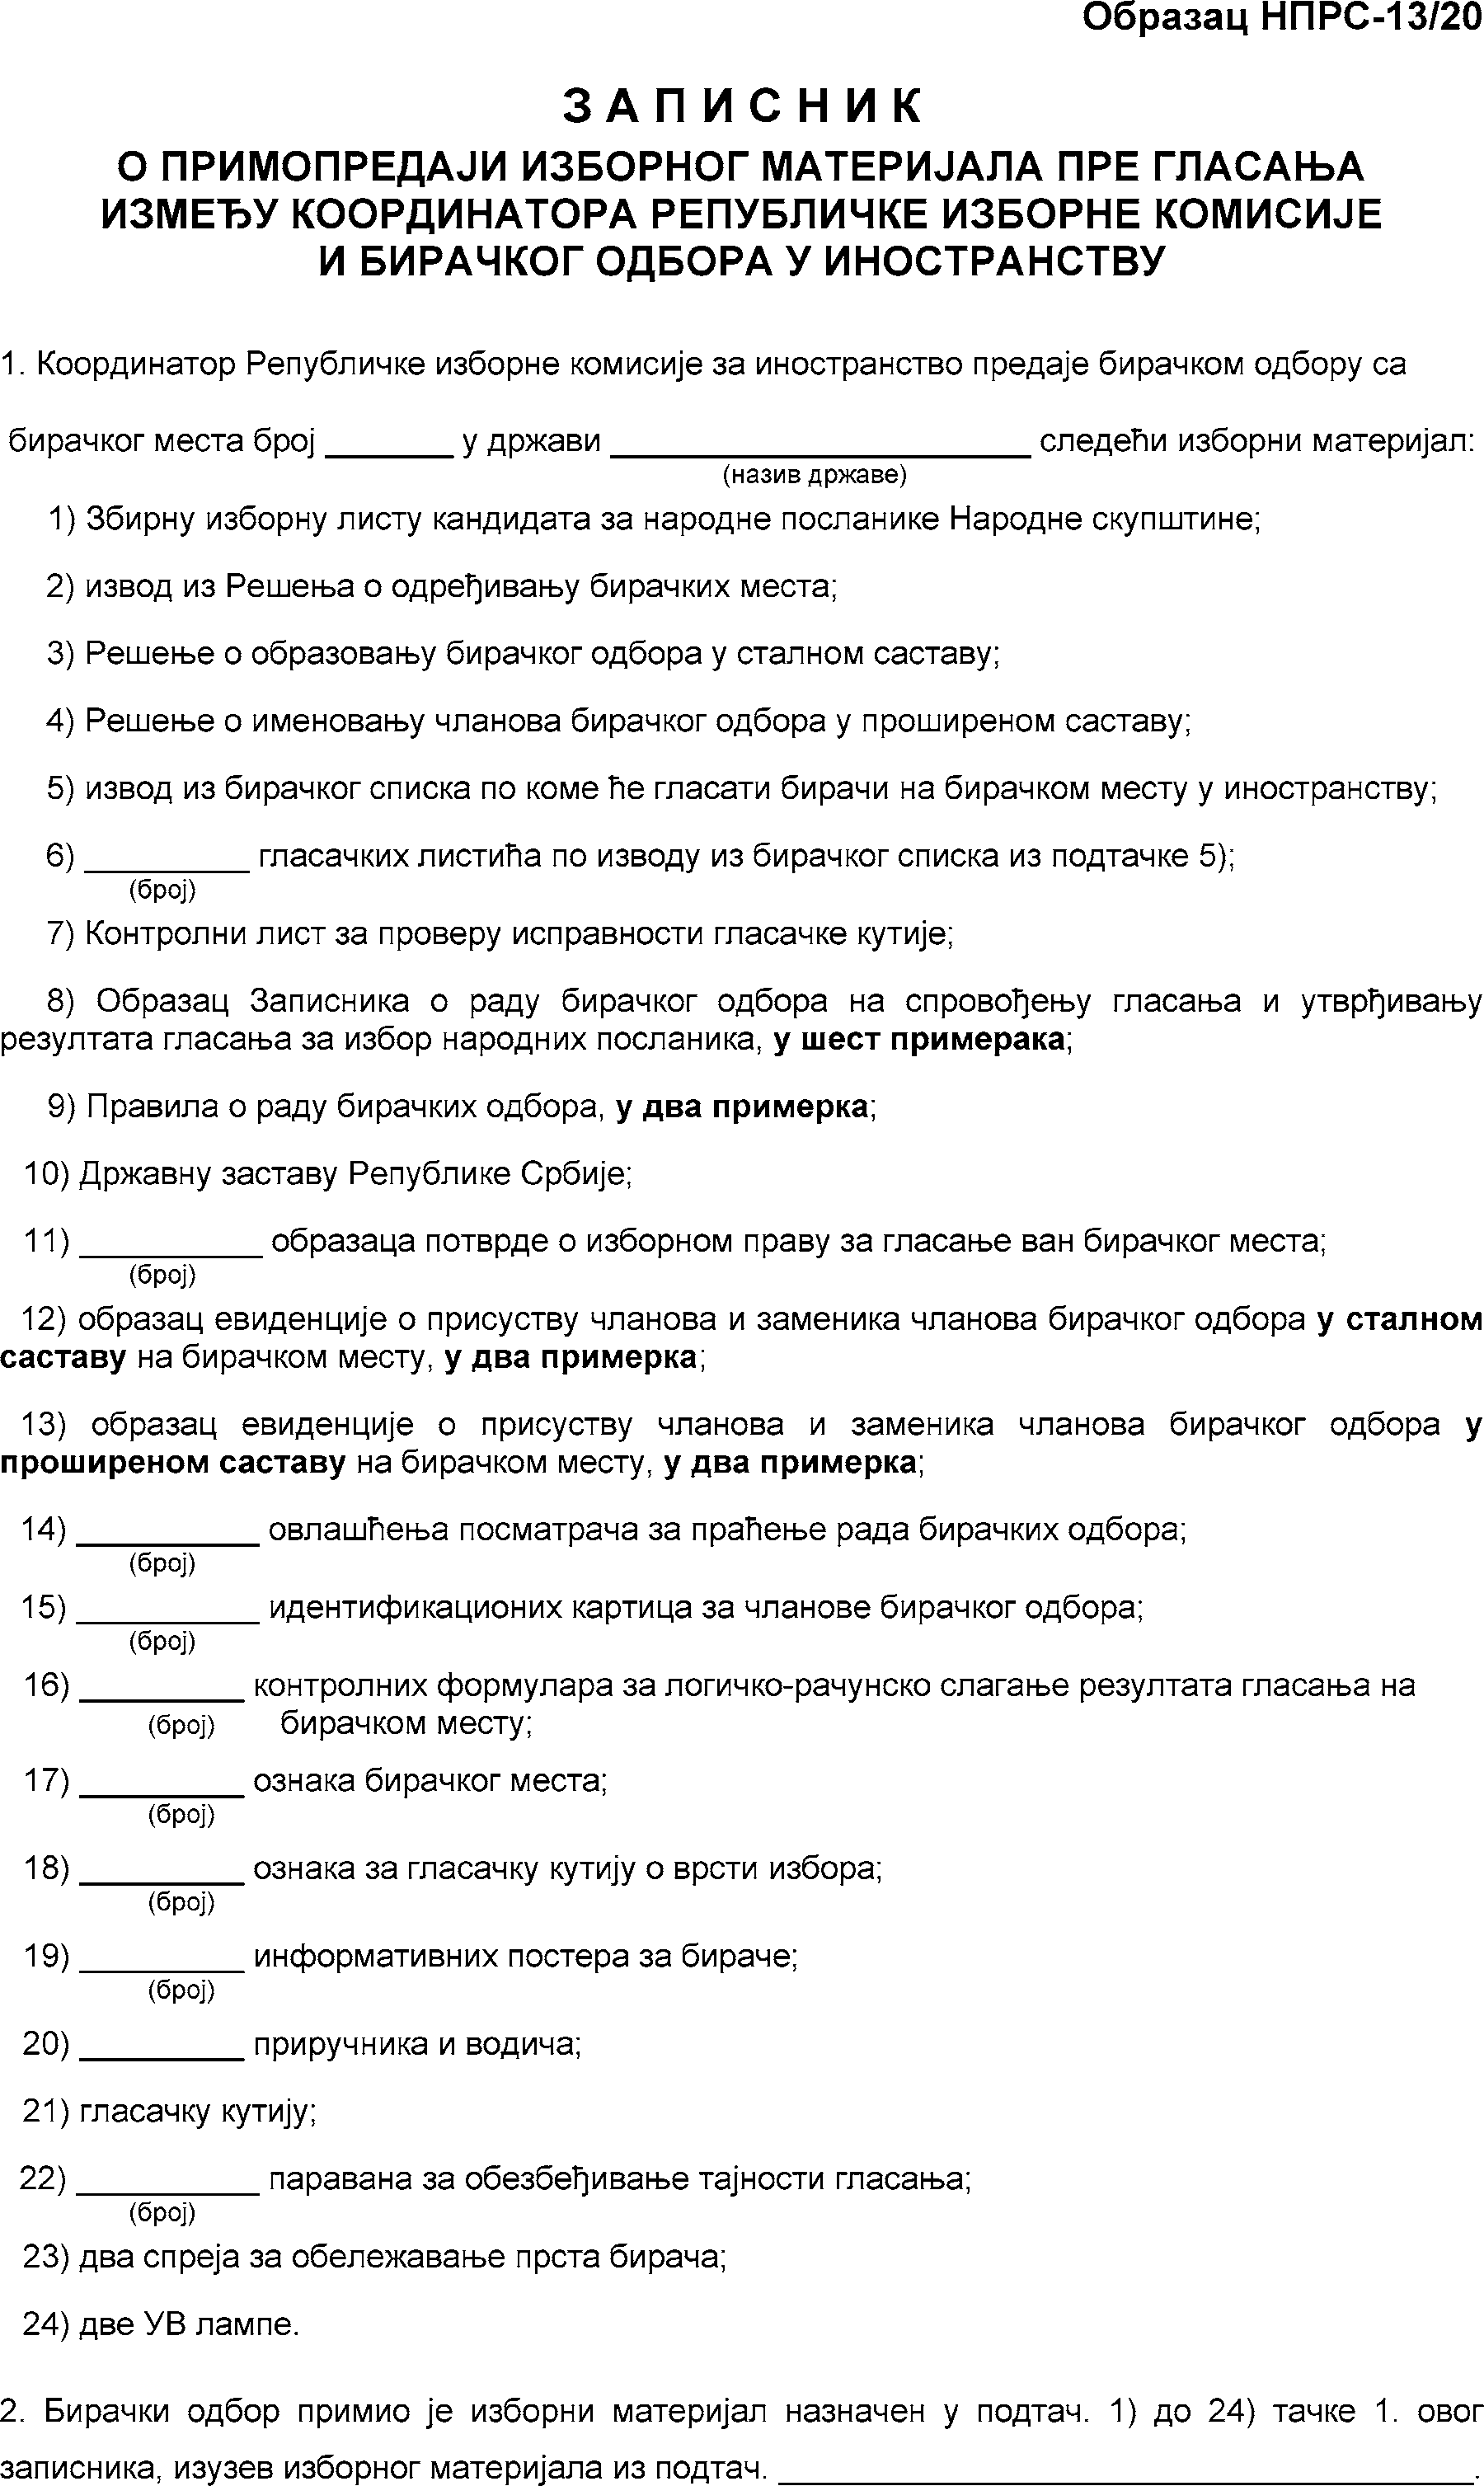 Образац НПРС-13/20
З А П И С Н И К
О ПРИМОПРЕДАЈИ ИЗБОРНОГ МАТЕРИЈАЛА ПРЕ ГЛАСАЊА
ИЗМЕЂУ КООРДИНАТОРА РЕПУБЛИЧКЕ ИЗБОРНЕ КОМИСИЈЕ
И БИРАЧКОГ ОДБОРА У ИНОСТРАНСТВУ
1. Координатор Републичке изборне комисије за иностранство предаје бирачком одбору са
бирачког места број _______ у држави _______________________ следећи изборни материјал:
(назив државе)
1) Збирну изборну листу кандидата за народне посланике Народне скупштине;
2) извод из Решења о одређивању бирачких места;
3) Решење о образовању бирачког одбора у сталном саставу;
4) Решење о именовању чланова бирачког одбора у проширеном саставу;
5) извод из бирачког списка по коме ће гласати бирачи на бирачком месту у иностранству;
6) _________ гласачких листића по изводу из бирачког списка из подтачке 5);
(број)
7) Контролни лист за проверу исправности гласачке кутије;
8) Образац Записника о раду бирачког одбора на спровођењу гласања и утврђивању
резултата гласања за избор народних посланика, у шест примерака;
9) Правила о раду бирачких одбора, у два примерка;
10) Државну заставу Републике Србије;
11) __________ образаца потврде о изборном праву за гласање ван бирачког места;
(број)
12) образац евиденције о присуству чланова и заменика чланова бирачког одбора у сталном
саставу на бирачком месту, у два примерка;
13) образац евиденције о присуству чланова и заменика чланова бирачког одбора у
проширеном саставу на бирачком месту, у два примерка;
14) __________ овлашћења посматрача за праћење рада бирачких одбора;
(број)
15) __________ идентификационих картица за чланове бирачког одбора;
(број)
16) _________ контролних формулара за логичко-рачунско слагање резултата гласања на
(број) бирачком месту;
17) _________ ознака бирачког места;
(број)
18) _________ ознака за гласачку кутију о врсти избора;
(број)
19) _________ информативних постера за бираче;
(број)
20) _________ приручника и водича;
21) гласачку кутију;
22) __________ паравана за обезбеђивање тајности гласања;
(број)
23) два спреја за обележавање прста бирача;
24) две УВ лампе.
2. Бирачки одбор примио је изборни материјал назначен у подтач. 1) до 24) тачке 1. овог
записника, изузев изборног материјала из подтач. ______________________________________.